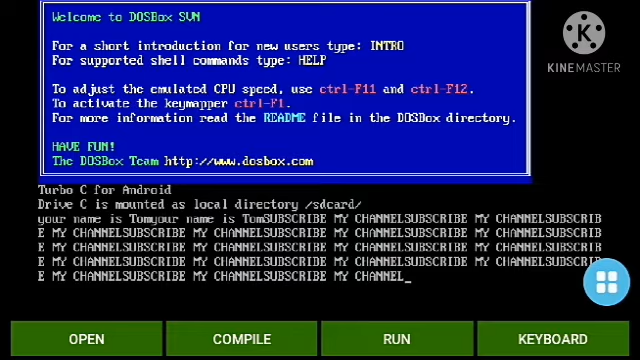 Welcome to DOSBox SVN
For a short introduction for new users type: INTRO
For supported shell commands type: HELP
To adjust the emulated CPU speed, use ctrl-F11 and ctrl-F12.
To activate the keymapper ctrl-F1.
For more information read the README file in the DOSBox directory.
HAVE FUN!
The DOSBox Team http://www.dosbox.com
KINEMASTER
Turbo C for Android
Drive C is mounted as local directory /sdcard/
your name is Tomyour name is TomSUBSCRIBE MY CHANNELSUBSCRIBE MY CHANNELSUBSCRIB
E MY CHANNELSUBSCRIBE MY CHANNELSUBSCRIBE MY CHANNELSUBSCRIBE MY CHANNELSUBSCRIB
E MY CHANNELSUBSCRIBE MY CHANNELSUBSCRIBE MY CHANNELSUBSCRIBE MY CHANNELSUBSCRIB
E MY CHANNELSUBSCRIBE MY CHANNELSUBSCRIBE MY CHANNELSUBSCRIBE MY CHANNELSUBSCRIB
E MY CHANNELSUBSCRIBE MY CHANNELSUBSCRIBE MY CHANNEL_
OPEN
COMPILE
RUN
KEYBOARD